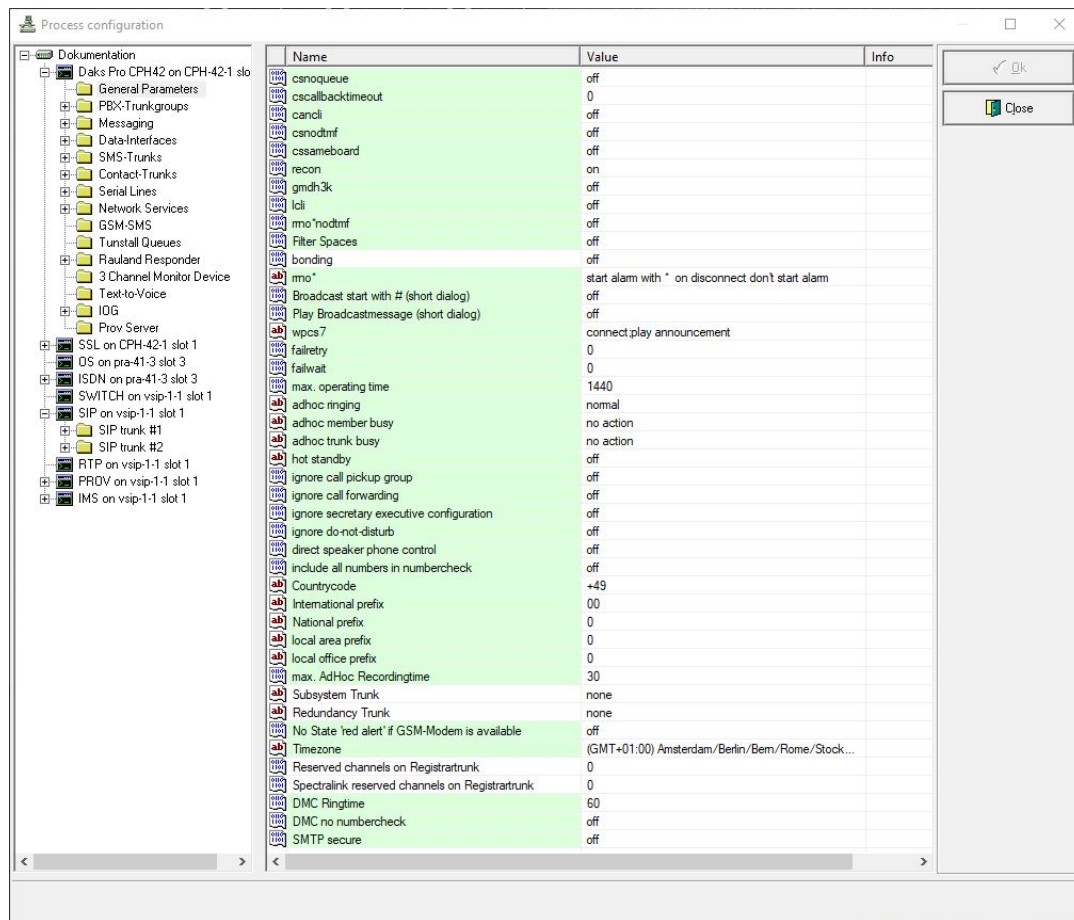 Process configuration
Dokumentation
Daks Pro CPH42 on CPH-42-1 slo
General Parameters
PBX-Trunkgroups
Messaging
Data-Interfaces
SMS-Trunks
Contact-Trunks
Serial Lines
Network Services
GSM-SMS
Tunstall Queues
Rauland Responder
3 Channel Monitor Device
Text-to-Voice
IOG
Prov Server
SSL on CPH-42-1 slot 1
OS on pra-41-3 slot 3
ISDN on pra-41-3 slot 3
SWITCH on vsip-1-1 slot 1
SIP on vsip-1-1 slot 1
SIP trunk #1
SIP trunk #2
RTP on vsip-1-1 slot 1
PROV on vsip-1-1 slot 1
IMS on vsip-1-1 slot 1
Name Value Info
csnoqueue off
cscallbacktimeout 0
cancli off
csnodtmf off
cssameboard off
recon on
gmdh3k off
lcli off
rmo*nodtmf off
Filter Spaces off
bonding off
rmo* start alarm with * on disconnect don't start alarm
Broadcast start with # (short dialog) off
Play Broadcastmessage (short dialog) off
wpcs7 connect;play announcement
failretry 0
failwait 0
max. operating time 1440
adhoc ringing normal
adhoc member busy no action
adhoc trunk busy no action
hot standby off
ignore call pickup group off
ignore call forwarding off
ignore secretary executive configuration off
ignore do-not-disturb off
direct speaker phone control off
include all numbers in numbercheck off
Countrycode +49
International prefix 00
National prefix 0
local area prefix 0
local office prefix 0
max. AdHoc Recordingtime 30
Subsystem Trunk none
Redundancy Trunk none
No State 'red alert' if GSM-Modem is available off
Timezone (GMT+01:00) Amsterdam/Berlin/Bern/Rome/Stock...
Reserved channels on Registrartrunk 0
Spectralink reserved channels on Registrartrunk 0
DMC Ringtime 60
DMC no numbercheck off
SMTP secure off
Ok
Close